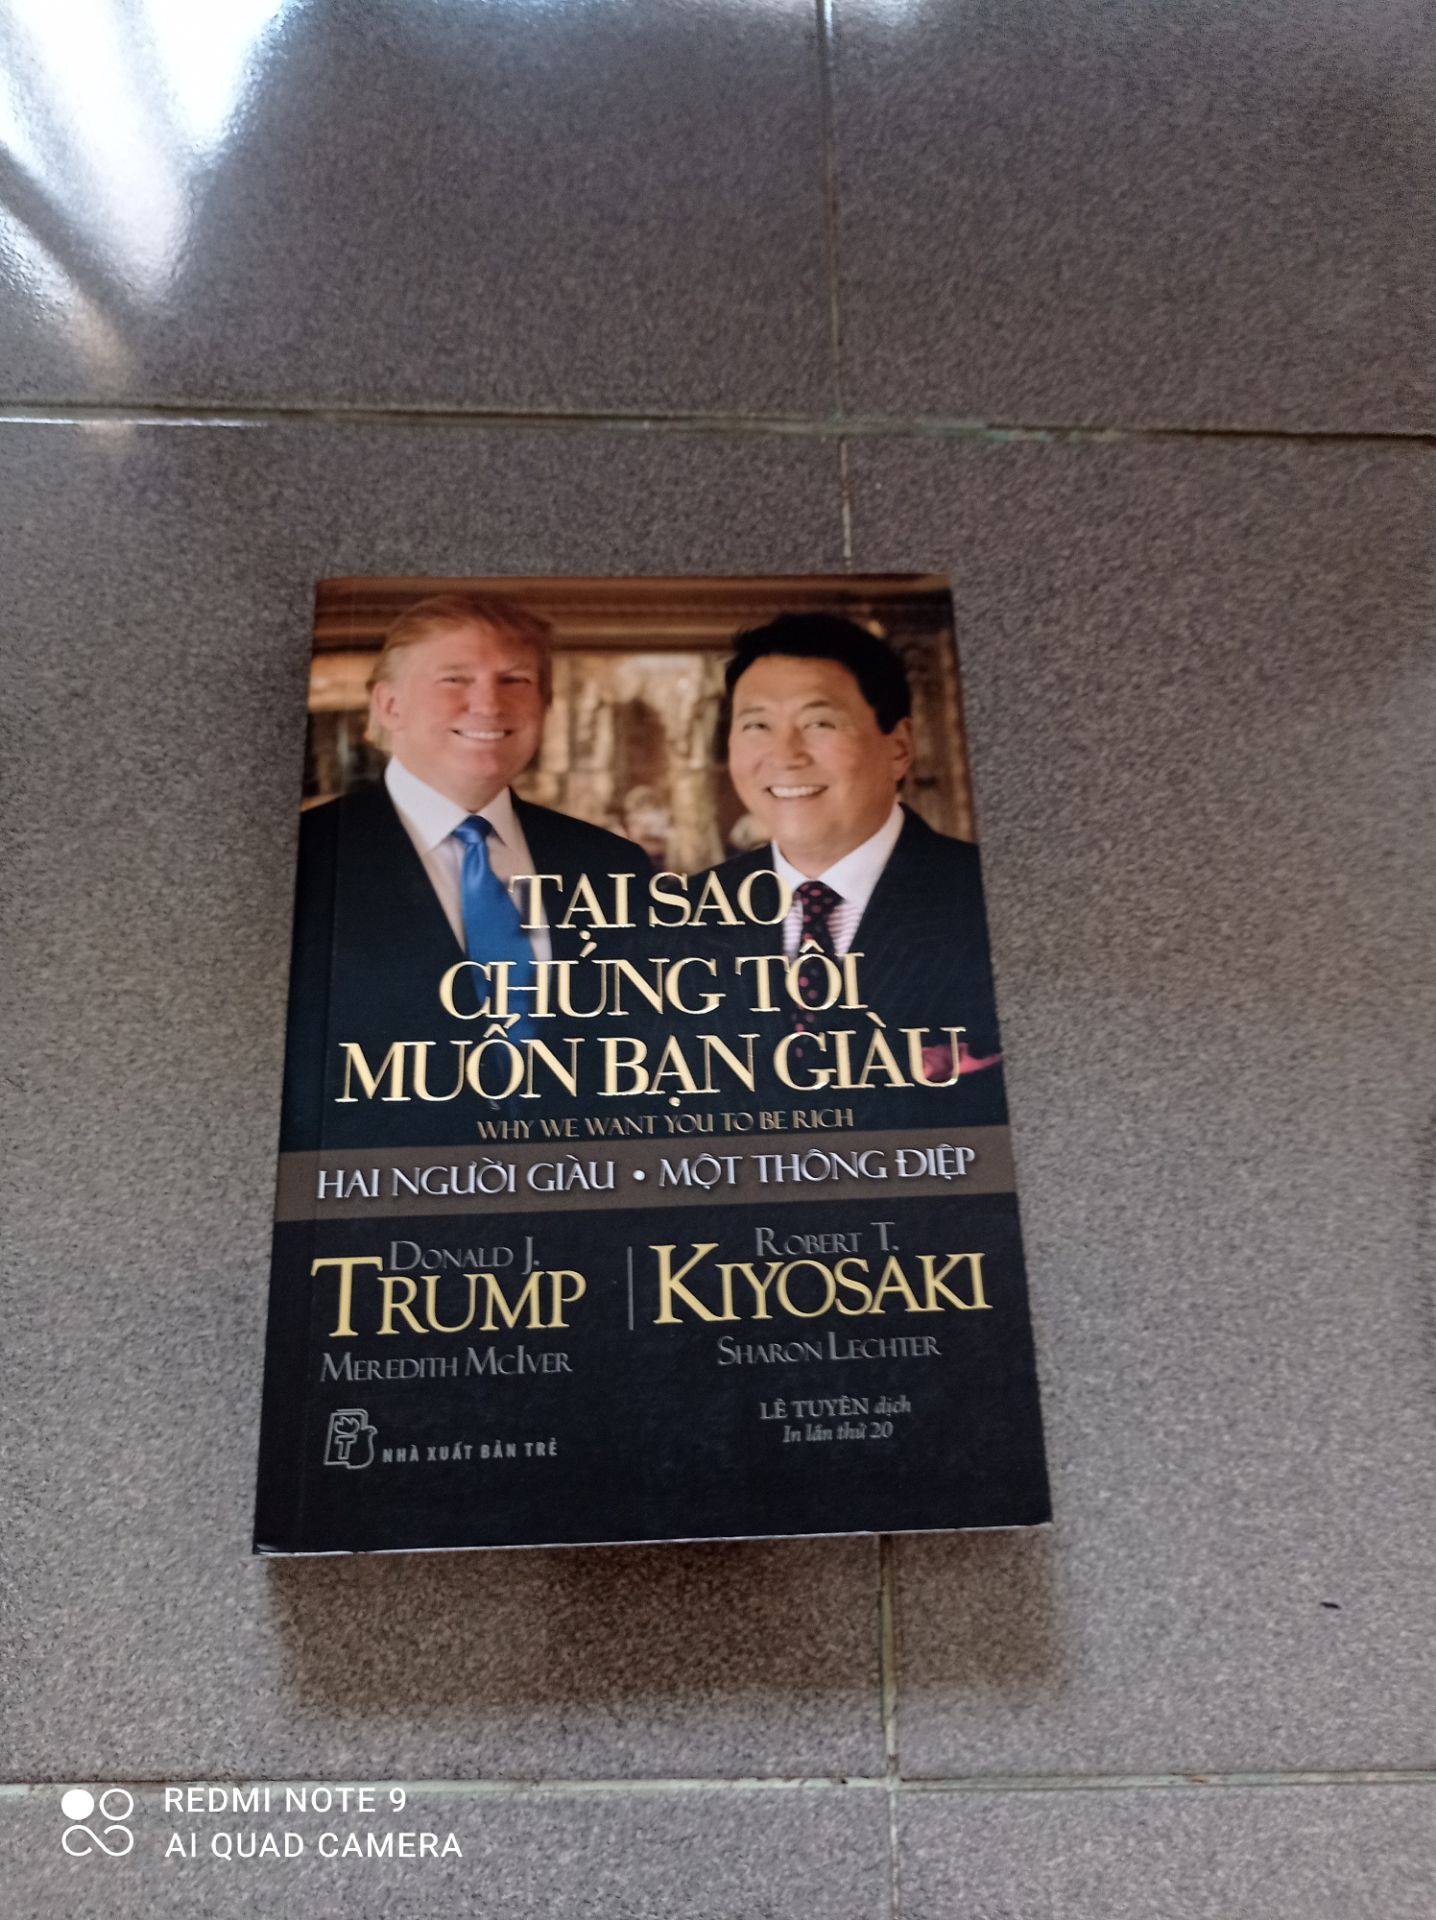 TẠI SAO
CHÚNG TÔI
MUỐN BẠN GIÀU
WHY WE WANT YOU TO BE RICH
HAI NGƯỜI GIÀU • MỘT THÔNG ĐIỆP
DONALD J.
TRUMP
MEREDITH MCIVER
ROBERT T.
KIYOSAKI
SHARON LECHTER
LÊ TUYÊN dịch
In lần thứ 20
NHÀ XUẤT BẢN TRẺ
REDMI NOTE 9
AI QUAD CAMERA